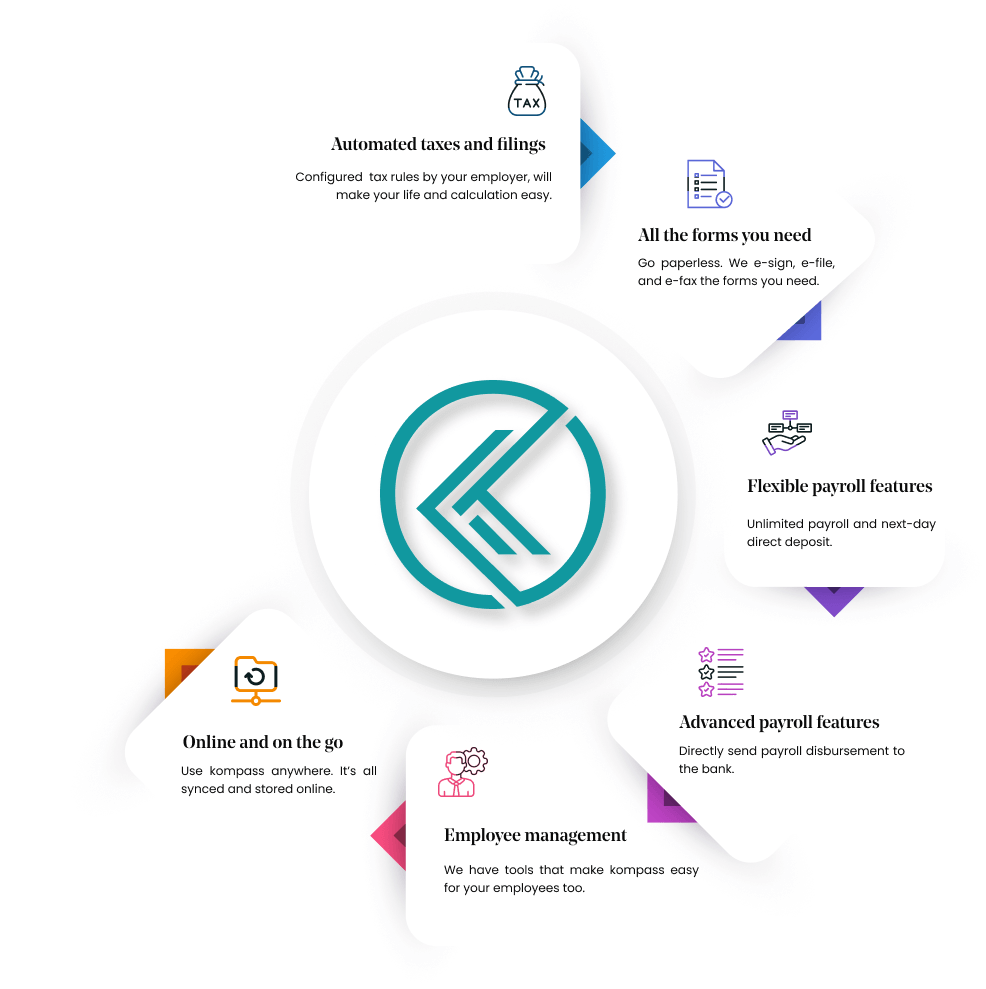 TAX
Automated taxes and filings
Configured tax rules by your employer, will
make your life and calculation easy.
All the forms you need
Go paperless. We e-sign, e-file,
and e-fax the forms you need.
Flexible payroll features
Unlimited payroll and next-day
direct deposit.
Advanced payroll features
Directly send payroll disbursement to
the bank.
Employee management
We have tools that make kompass easy
for your employees too.
Online and on the go
Use kompass anywhere. It’s all
synced and stored online.